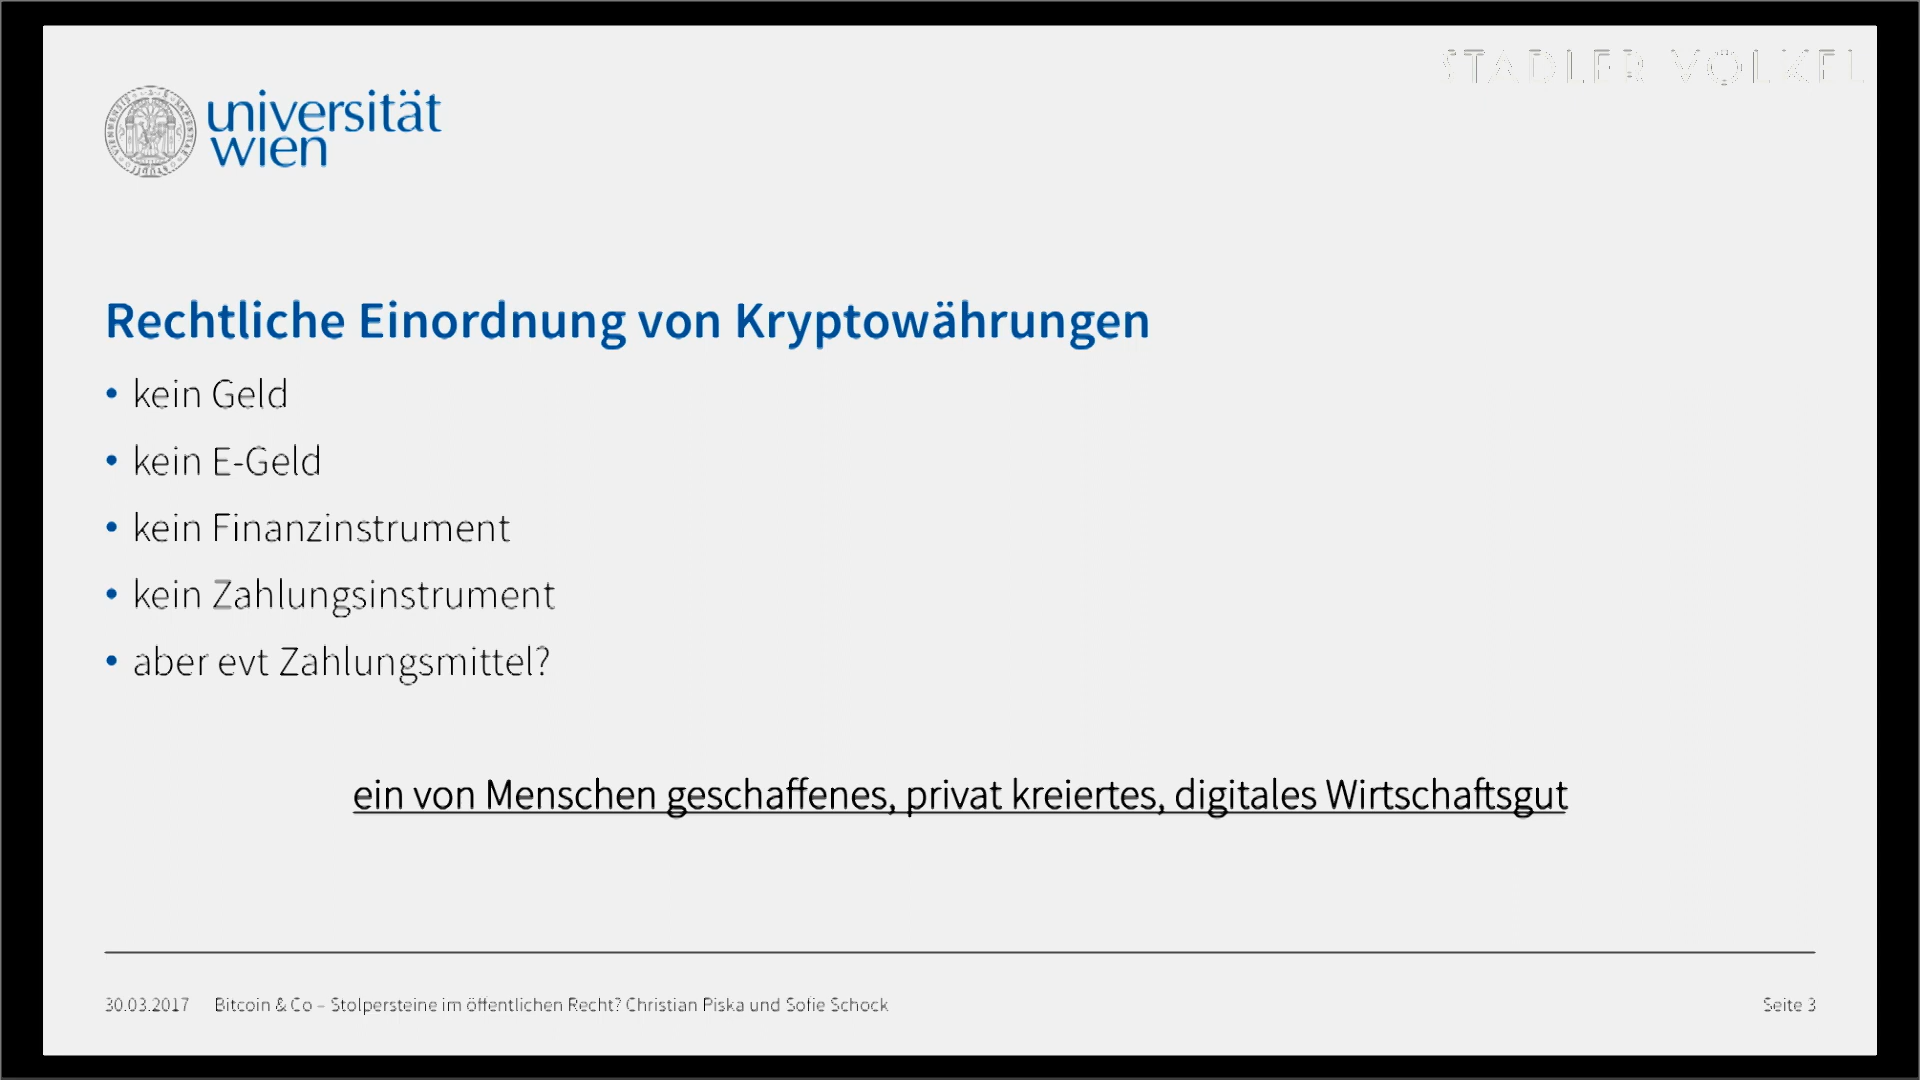 STADLER VÖLKEL
universität
wien
Rechtliche Einordnung von Kryptowährungen
• kein Geld
• kein E-Geld
• kein Finanzinstrument
• kein Zahlungsinstrument
• aber evt Zahlungsmittel?
ein von Menschen geschaffenes, privat kreiertes, digitales Wirtschaftsgut
30.03.2017 Bitcoin & Co – Stolpersteine im öffentlichen Recht? Christian Piska und Sofie Schock Seite 3